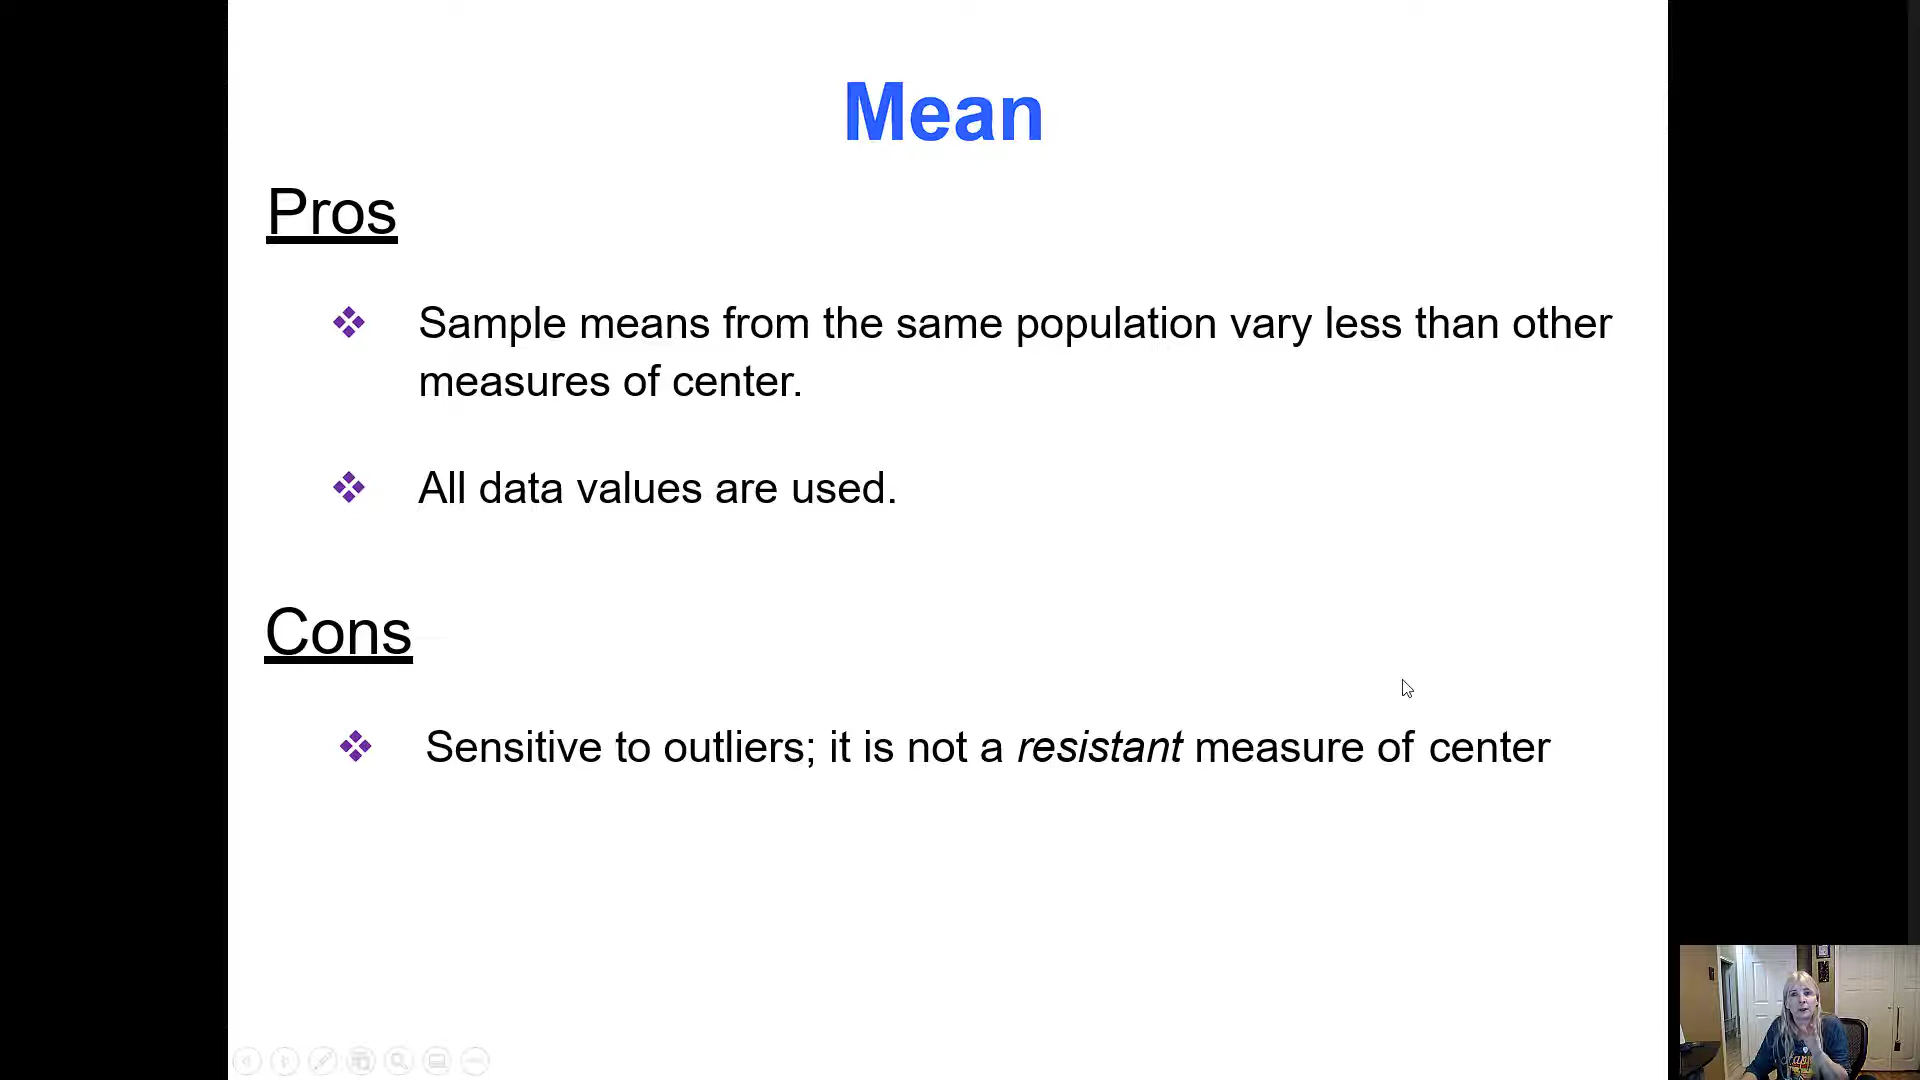 Mean
Pros
Sample means from the same population vary less than other
measures of center.
All data values are used.
Cons
Sensitive to outliers; it is not a resistant measure of center